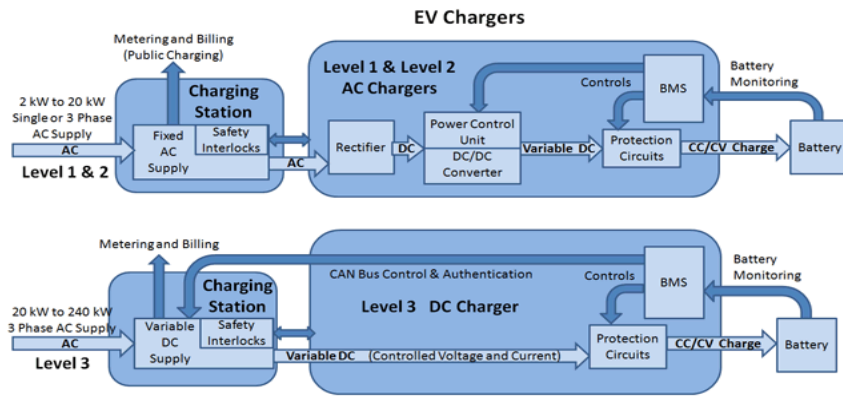 EV Chargers
Metering and Billing
(Public Charging)
2 kW to 20 kW
Single or 3 Phase
AC Supply
AC
Level 1 & 2
Charging
Station
Fixed
AC
Supply
Safety
Interlocks
AC
Level 1 & Level 2
AC Chargers
Rectifier
DC
Power Control
Unit
DC/DC
Converter
Variable DC
Controls
BMS
Protection
Circuits
Battery
Monitoring
CC/CV Charge
Battery
Metering and Billing
20 kW to 240 kW
3 Phase AC Supply
AC
Level 3
Charging
Station
Variable
DC
Supply
Safety
Interlocks
CAN Bus Control & Authentication
Level 3 DC Charger
Variable DC (Controlled Voltage and Current)
Controls
BMS
Protection
Circuits
Battery
Monitoring
CC/CV Charge
Battery